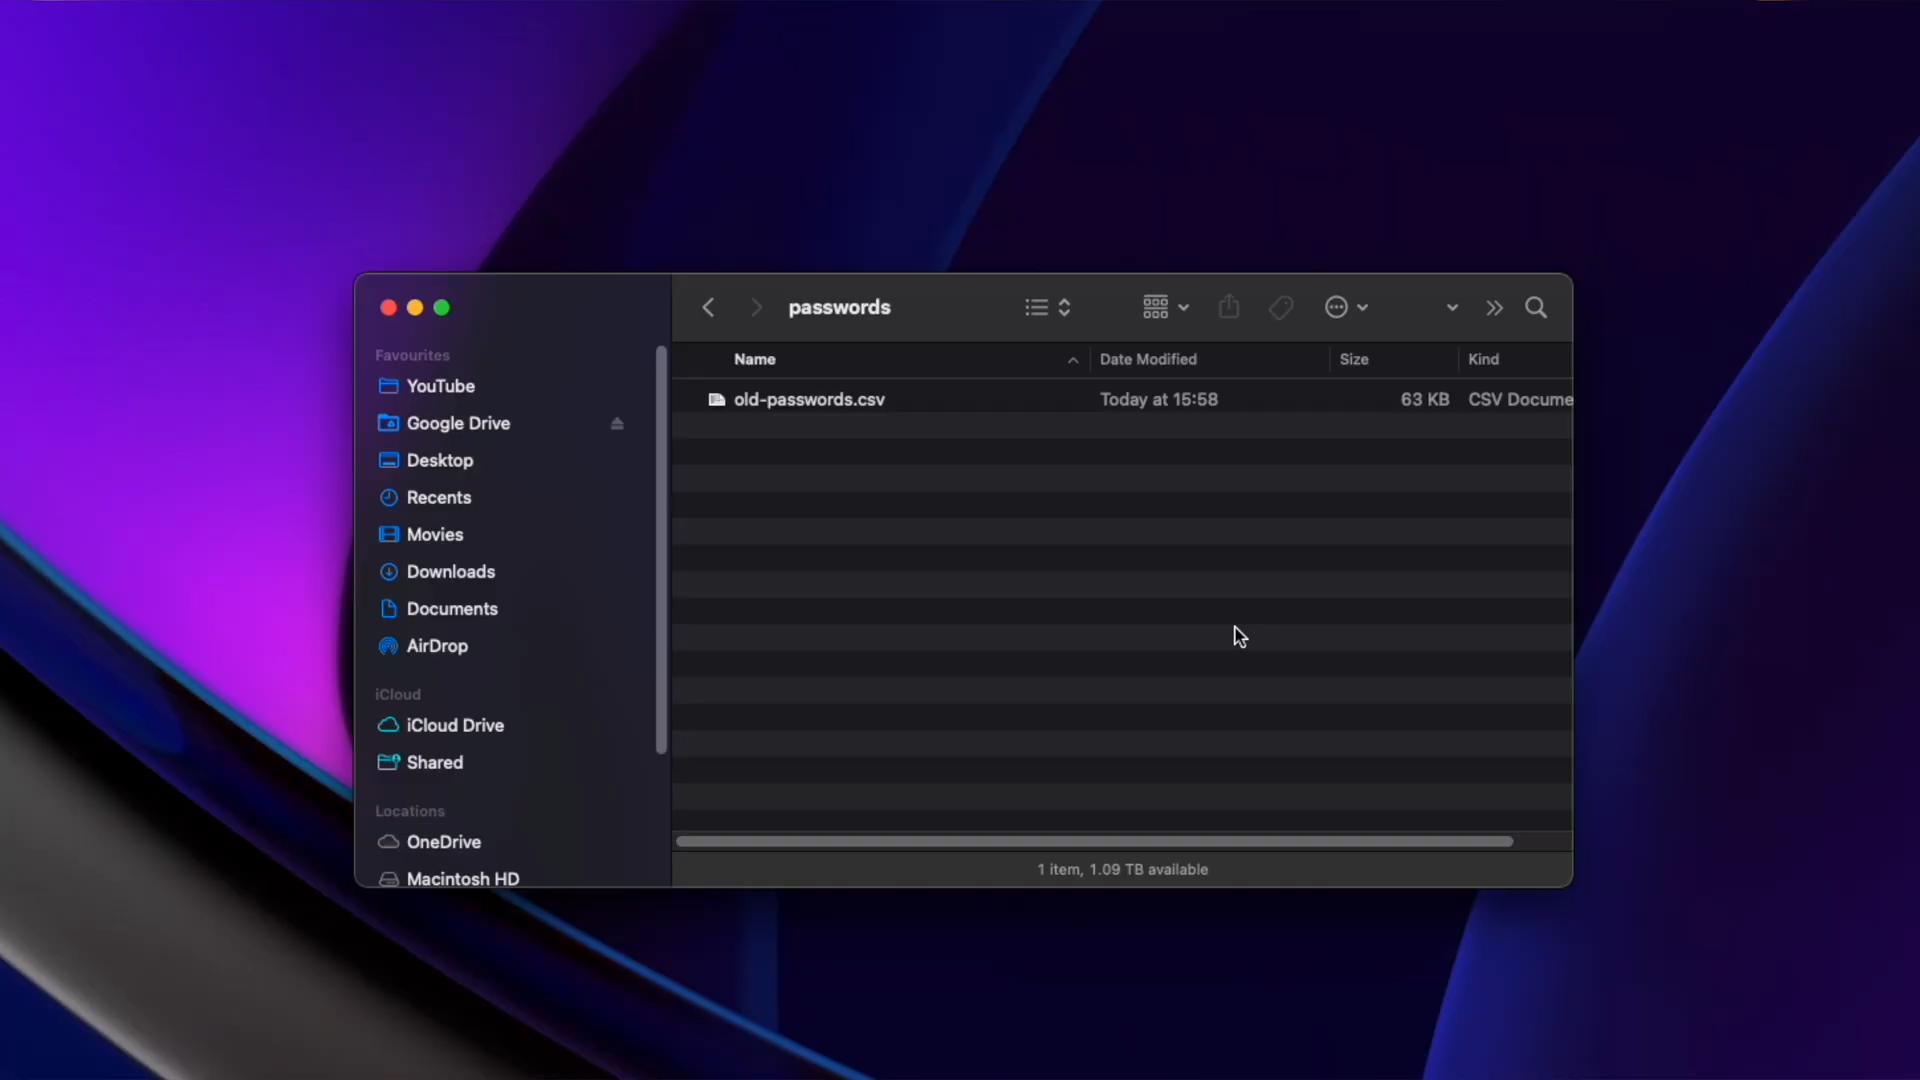 passwords
Favourites
YouTube
Google Drive
Desktop
Recents
Movies
Downloads
Documents
AirDrop
iCloud
iCloud Drive
Shared
Locations
OneDrive
Macintosh HD
Name Date Modified Size Kind
old-passwords.csv Today at 15:58 63 KB CSV Docume
1 item, 1.09 TB available